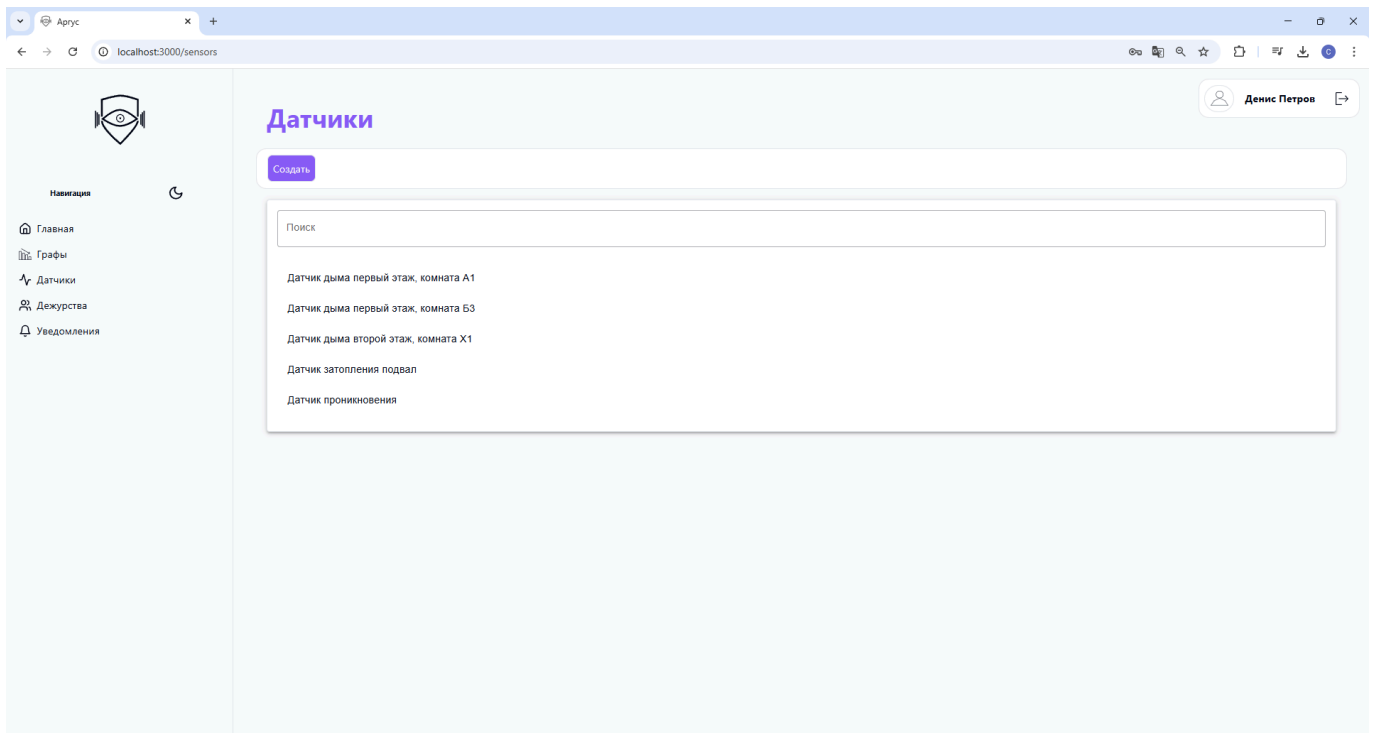 Аргус
localhost:3000/sensors
Денис Петров
Датчики
Создать
Навигация
Главная
Графы
Датчики
Дежурства
Уведомления
Поиск
Датчик дыма первый этаж, комната А1
Датчик дыма первый этаж, комната Б3
Датчик дыма второй этаж, комната Х1
Датчик затопления подвал
Датчик проникновения
C